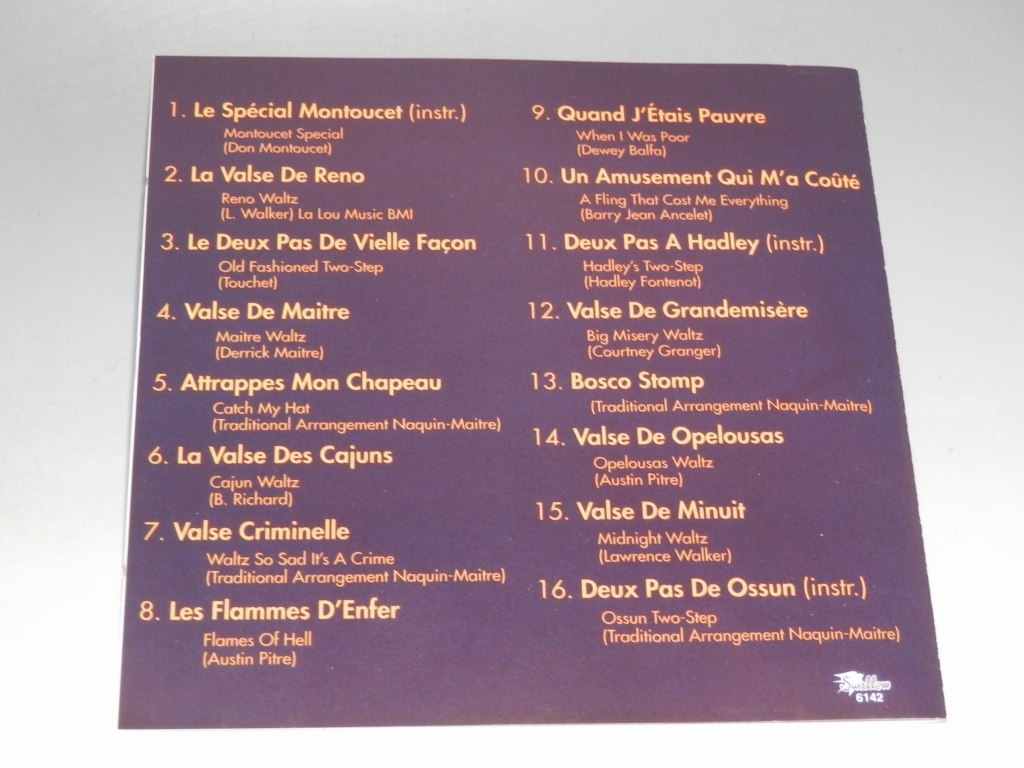 1. Le Spécial Montoucet (instr.)
Montoucet Special
(Don Montoucet)
2. La Valse De Reno
Reno Waltz
(L. Walker) La Lou Music BMI
3. Le Deux Pas De Vielle Façon
Old Fashioned Two-Step
(Touchet)
4. Valse De Maitre
Maitre Waltz
(Derrick Maitre)
5. Attrappes Mon Chapeau
Catch My Hat
(Traditional Arrangement Naquin-Maitre)
6. La Valse Des Cajuns
Cajun Waltz
(B. Richard)
7. Valse Criminelle
Waltz So Sad It's A Crime
(Traditional Arrangement Naquin-Maitre)
8. Les Flammes D'Enfer
Flames Of Hell
(Austin Pitre)
9. Quand J'Étais Pauvre
When I Was Poor
(Dewey Balfa)
10. Un Amusement Qui M'a Coûté
A Fling That Cost Me Everything
(Barry Jean Ancelet)
11. Deux Pas A Hadley (instr.)
Hadley's Two-Step
(Hadley Fontenot)
12. Valse De Grandemisère
Big Misery Waltz
(Courtney Granger)
13. Bosco Stomp
(Traditional Arrangement Naquin-Maitre)
14. Valse De Opelousas
Opelousas Waltz
(Austin Pitre)
15. Valse De Minuit
Midnight Waltz
(Lawrence Walker)
16. Deux Pas De Ossun (instr.)
Ossun Two-Step
(Traditional Arrangement Naquin-Maitre)
Swallow
6142